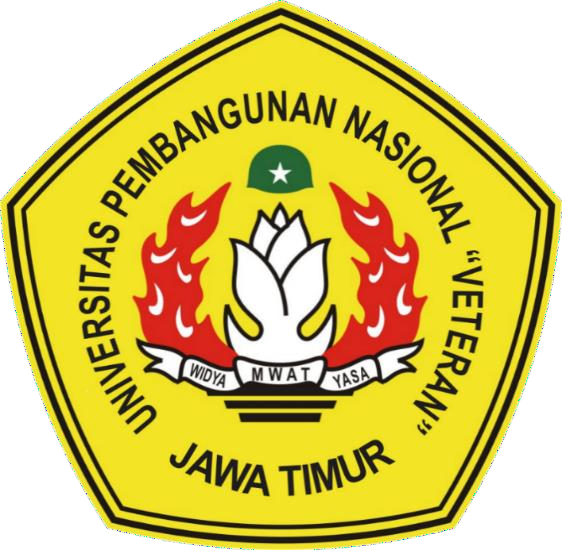 UNIVERSITAS PEMBANGUNAN NASIONAL “VETERAN”
WIDYA MWAT YASA
JAWA TIMUR